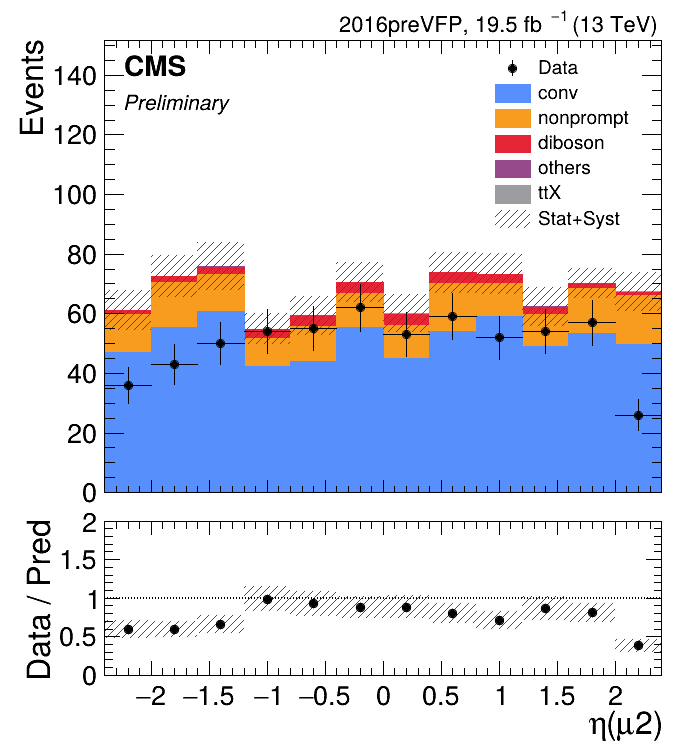 2016preVFP, 19.5 fb ⁻¹ (13 TeV)
CMS
Preliminary
Data
conv
nonprompt
diboson
others
ttX
Stat+Syst
Events
140
120
100
80
60
40
20
0
Data / Pred
2
1.5
1
0.5
0
−2 −1.5 −1 −0.5 0 0.5 1 1.5 2
η(μ2)